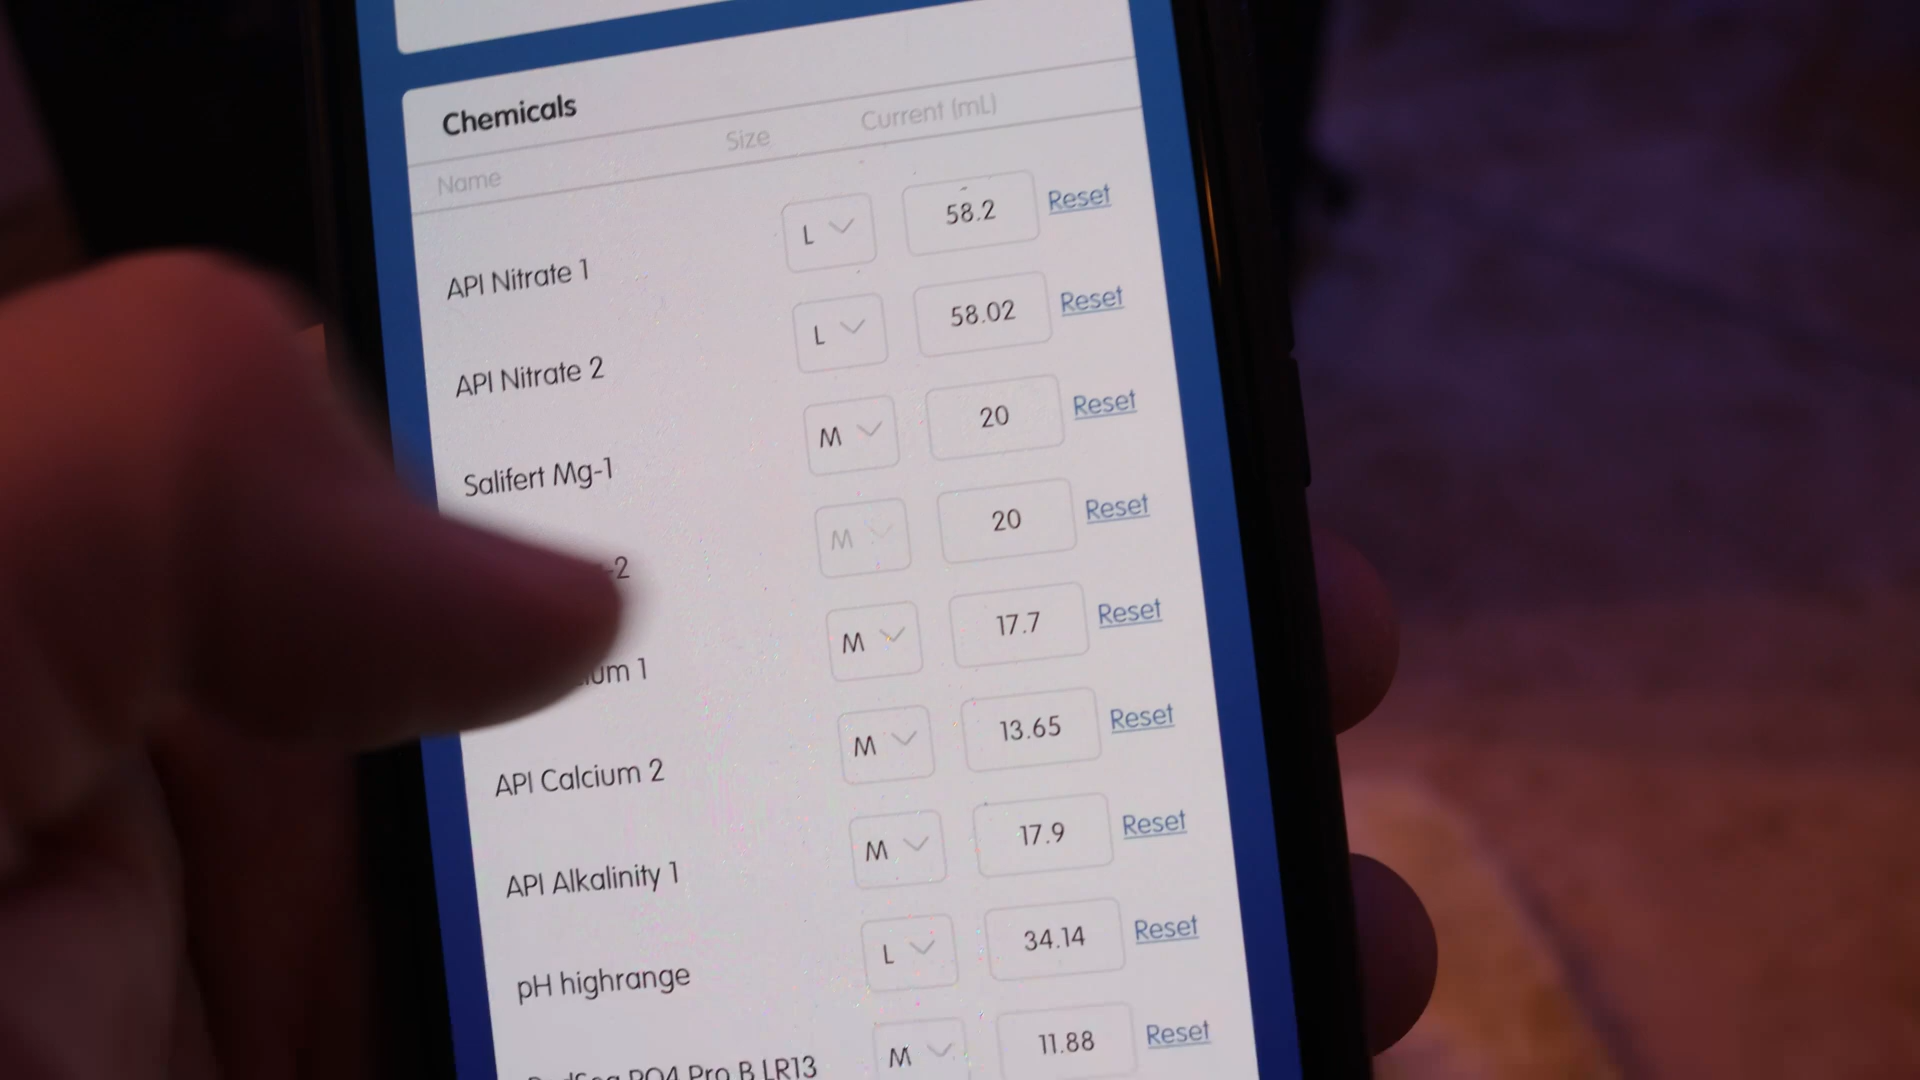 Chemicals
Name Size Current (mL)
API Nitrate 1 L 58.2 Reset
API Nitrate 2 L 58.02 Reset
Salifert Mg-1 M 20 Reset
-2 M 20 Reset
1 M 17.7 Reset
API Calcium 2 M 13.65 Reset
API Alkalinity 1 M 17.9 Reset
pH highrange L 34.14 Reset
PO4 Pro B LR13 M 11.88 Reset